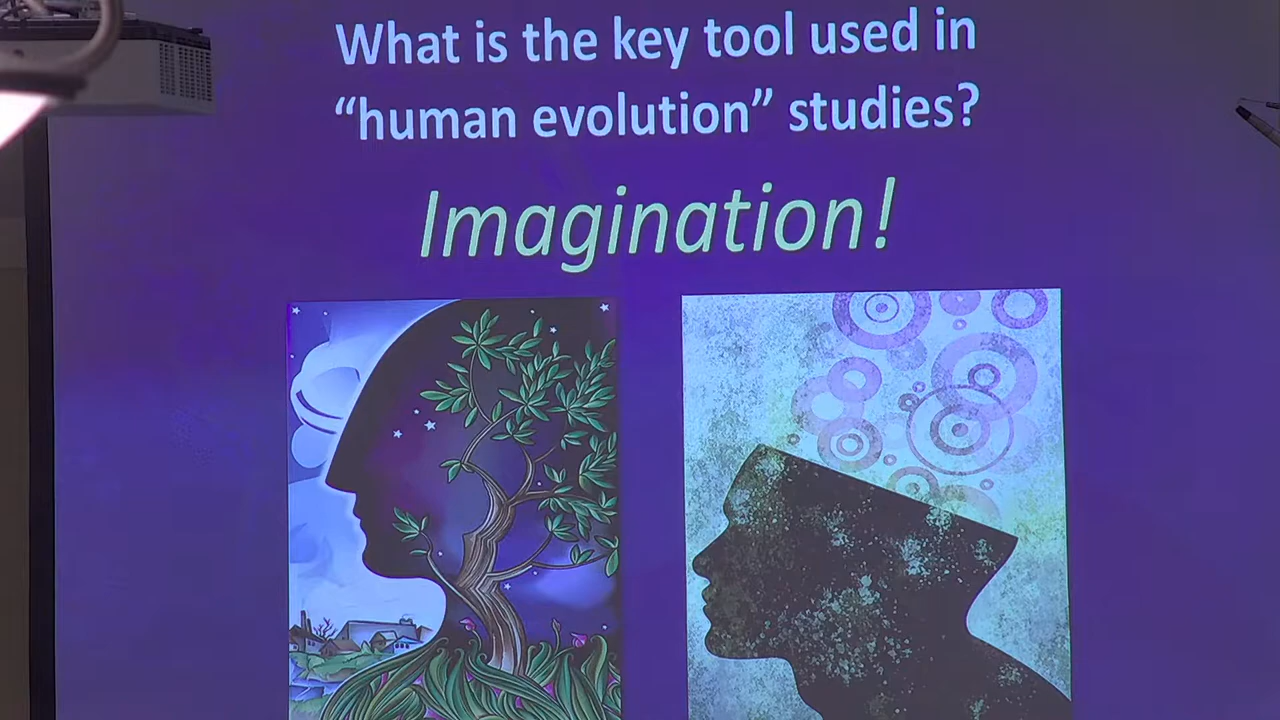 What is the key tool used in
“human evolution” studies?
Imagination!